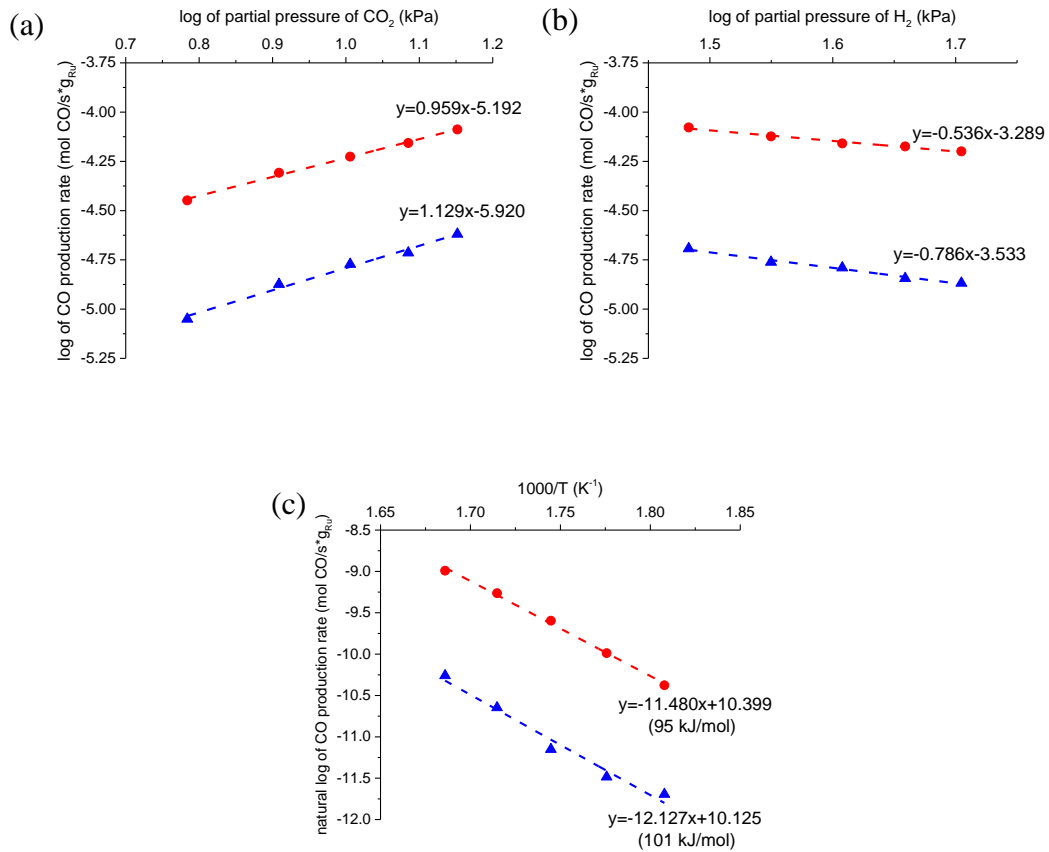 (a)
log of partial pressure of CO₂ (kPa)
0.7 0.8 0.9 1.0 1.1 1.2
log of CO production rate (mol CO/s*gRu)
-3.75
-4.00
-4.25
-4.50
-4.75
-5.00
-5.25
y=0.959x-5.192
y=1.129x-5.920
(b)
log of partial pressure of H₂ (kPa)
1.5 1.6 1.7
log of CO production rate (mol CO/s*gRu)
-3.75
-4.00
-4.25
-4.50
-4.75
-5.00
-5.25
y=-0.536x-3.289
y=-0.786x-3.533
(c)
1000/T (K⁻¹)
1.65 1.70 1.75 1.80 1.85
natural log of CO production rate (mol CO/s*gRu)
-8.5
-9.0
-9.5
-10.0
-10.5
-11.0
-11.5
-12.0
y=-11.480x+10.399
(95 kJ/mol)
y=-12.127x+10.125
(101 kJ/mol)